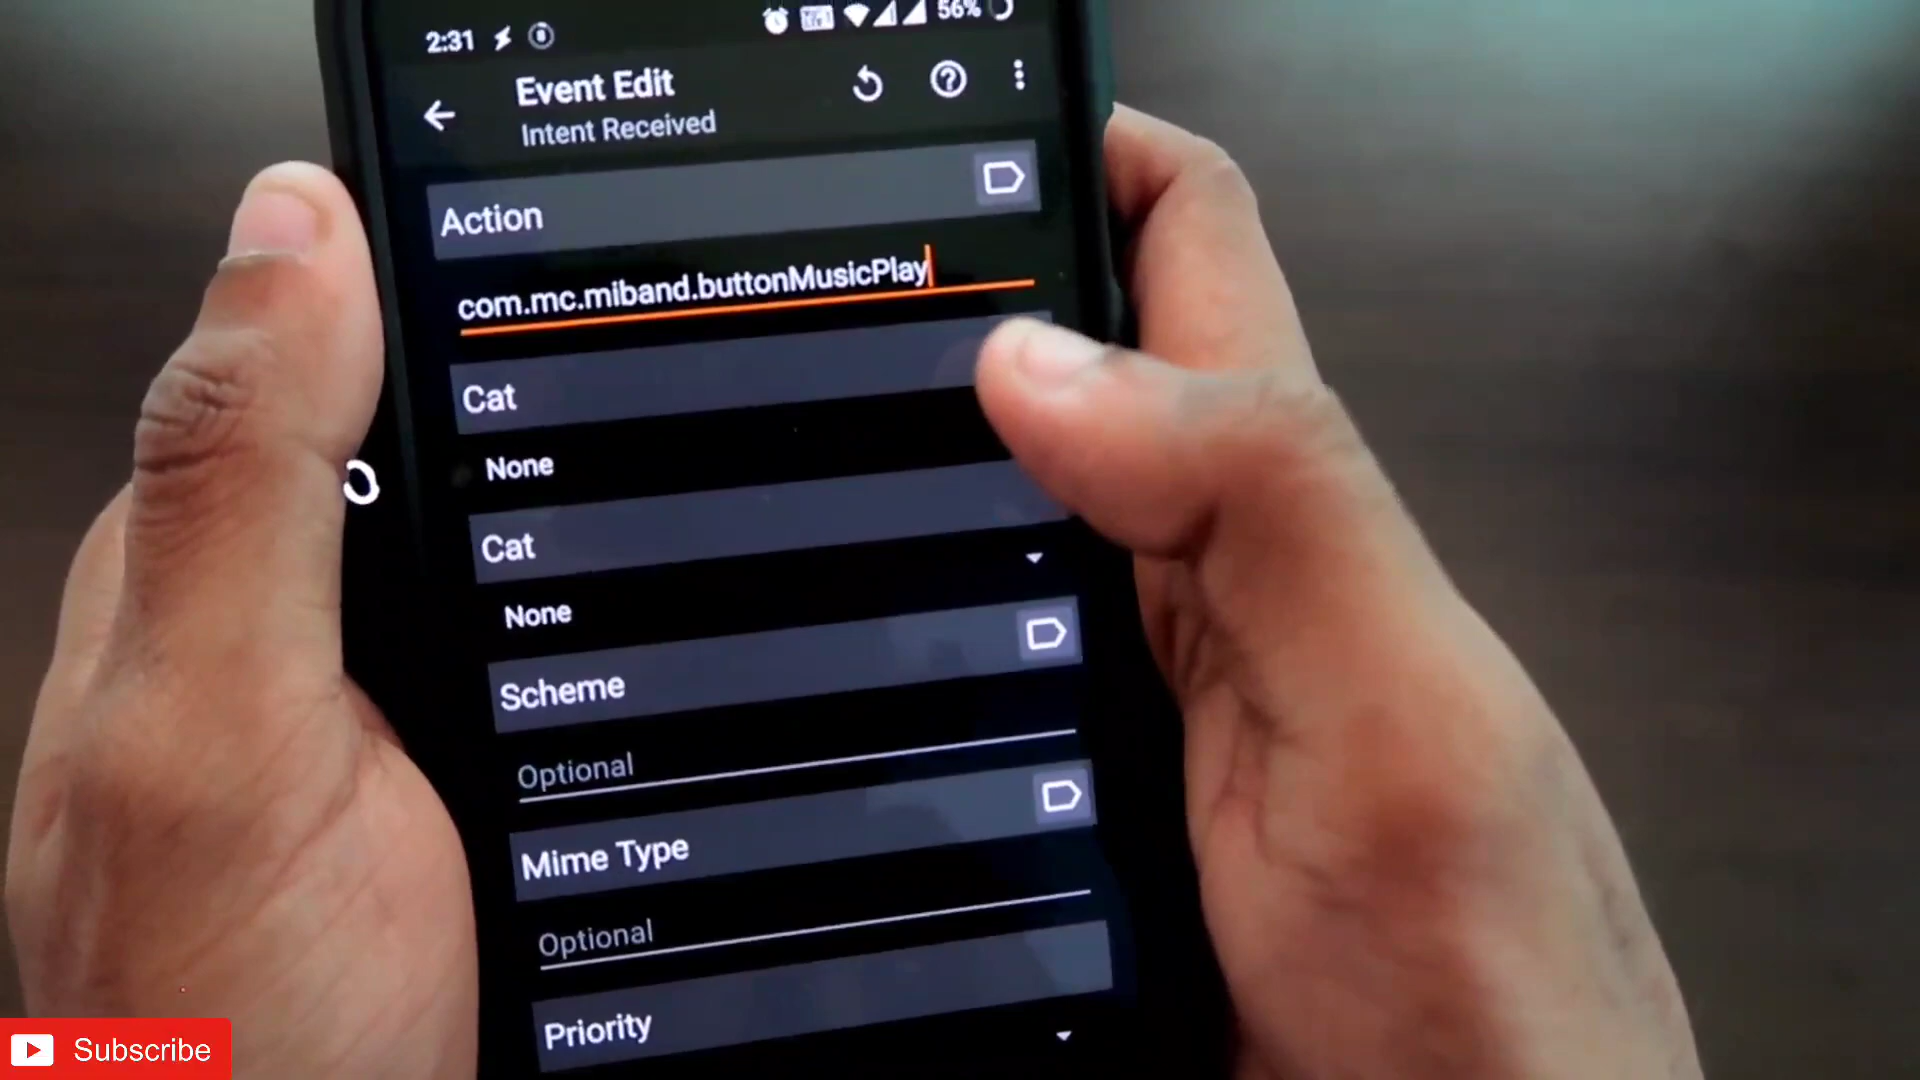 2:31
56%
Event Edit
Intent Received
Action
com.mc.miband.buttonMusicPlay
Cat
None
Cat
None
Scheme
Optional
Mime Type
Optional
Priority
Subscribe